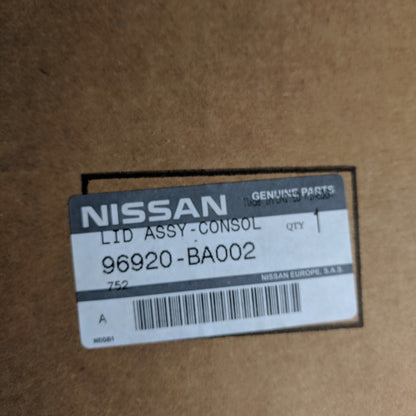 NISSAN GENUINE PARTS
LID ASSY-CONSOL QTY 1
96920-BA002
752
NISSAN EUROPE, S.A.S.
A